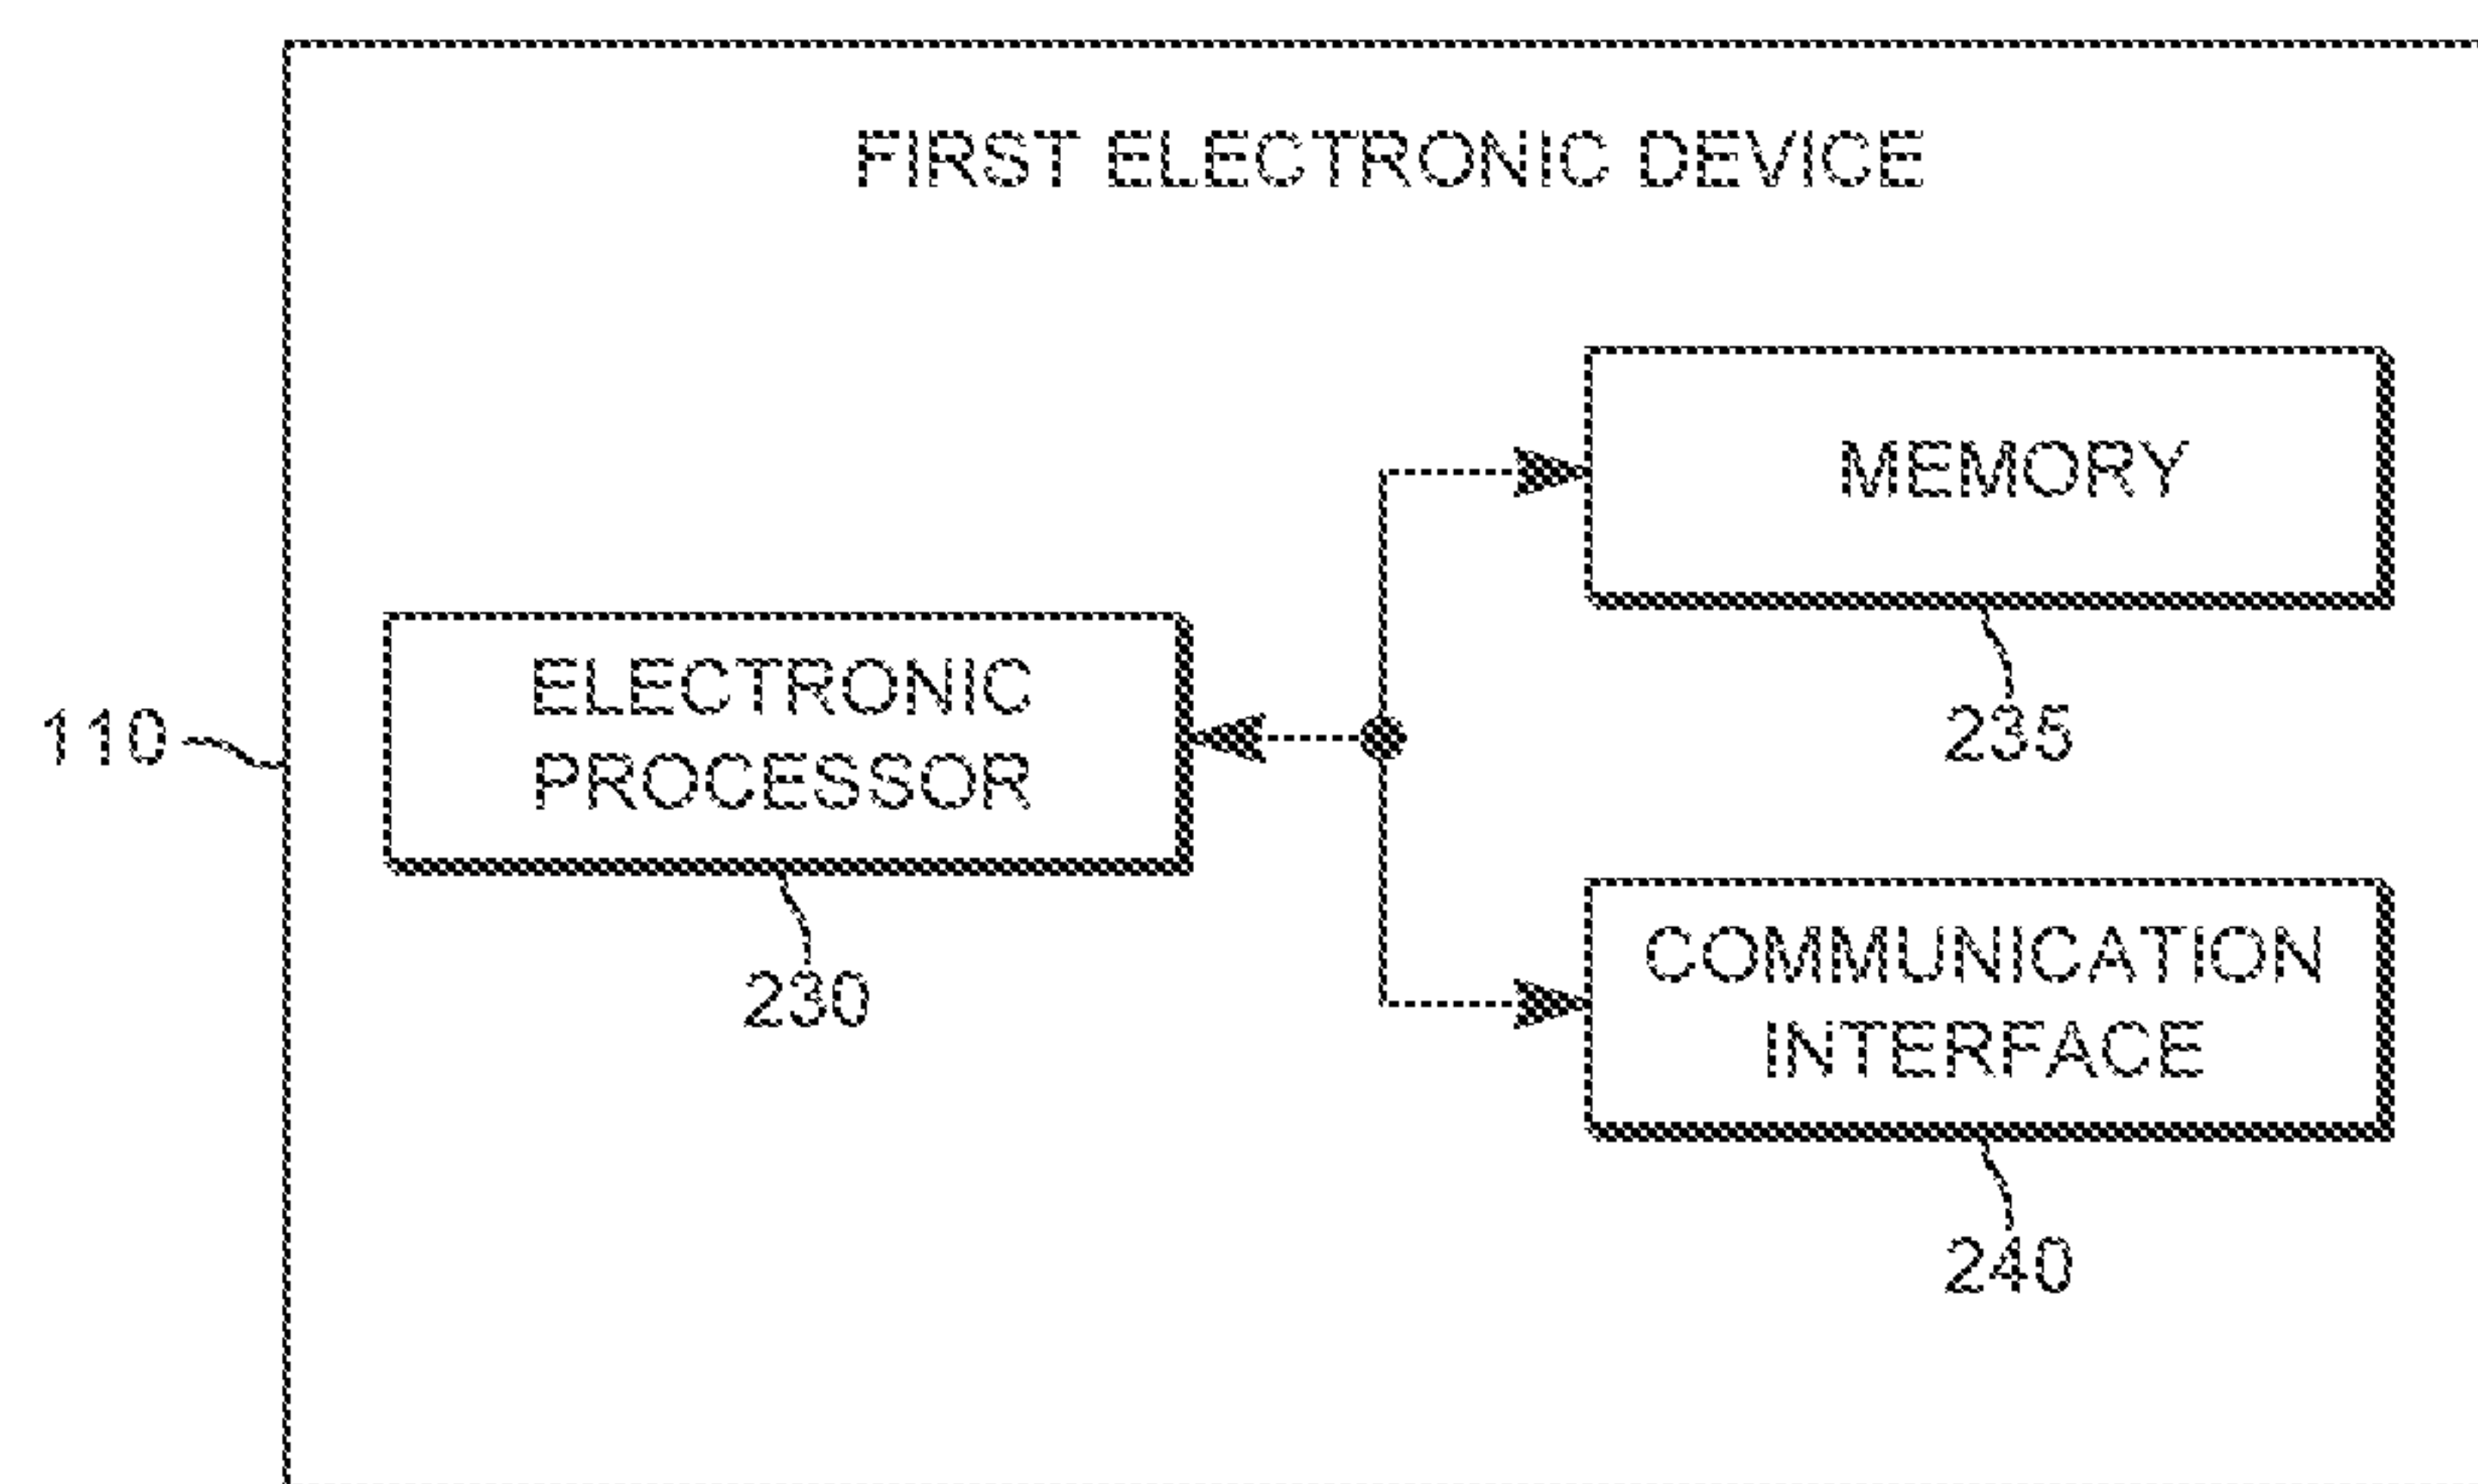 FIRST ELECTRONIC DEVICE
MEMORY
235
ELECTRONIC
PROCESSOR
110
230
COMMUNICATION
INTERFACE
240